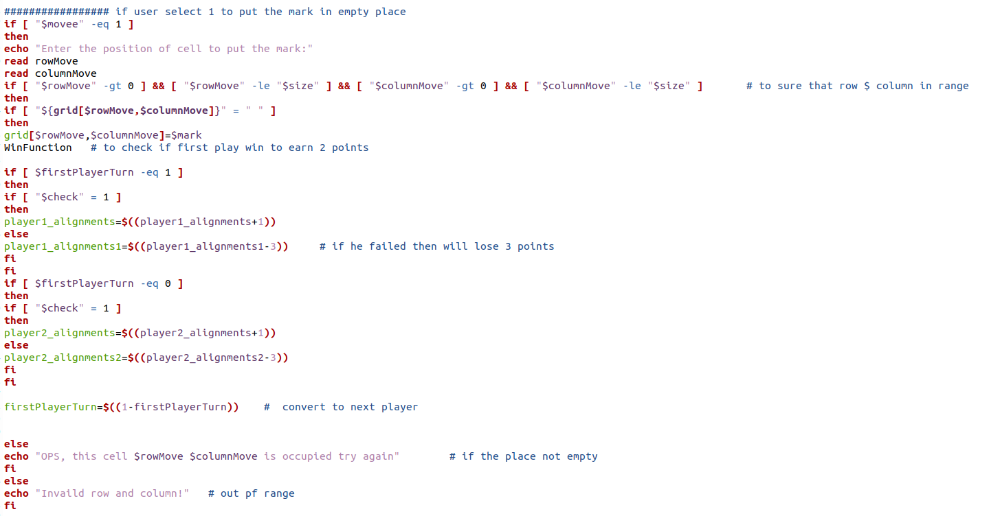 ################# if user select 1 to put the mark in empty place
if [ "$movee" -eq 1 ]
then
echo "Enter the position of cell to put the mark:"
read rowMove
read columnMove
if [ "$rowMove" -gt 0 ] && [ "$rowMove" -le "$size" ] && [ "$columnMove" -gt 0 ] && [ "$columnMove" -le "$size" ]       # to sure that row $ column in range
then
if [ "${grid[$rowMove,$columnMove]}" = " " ]
then
grid[$rowMove,$columnMove]=$mark
WinFunction   # to check if first play win to earn 2 points

if [ $firstPlayerTurn -eq 1 ]
then
if [ "$check" = 1 ]
then
player1_alignments=$((player1_alignments+1))
else
player1_alignments1=$((player1_alignments1-3))     # if he failed then will lose 3 points
fi
fi
if [ $firstPlayerTurn -eq 0 ]
then
if [ "$check" = 1 ]
then
player2_alignments=$((player2_alignments+1))
else
player2_alignments2=$((player2_alignments2-3))
fi
fi

firstPlayerTurn=$((1-firstPlayerTurn))    #  convert to next player


else
echo "OPS, this cell $rowMove $columnMove is occupied try again"        # if the place not empty
fi
else
echo "Invaild row and column!"   # out pf range
fi